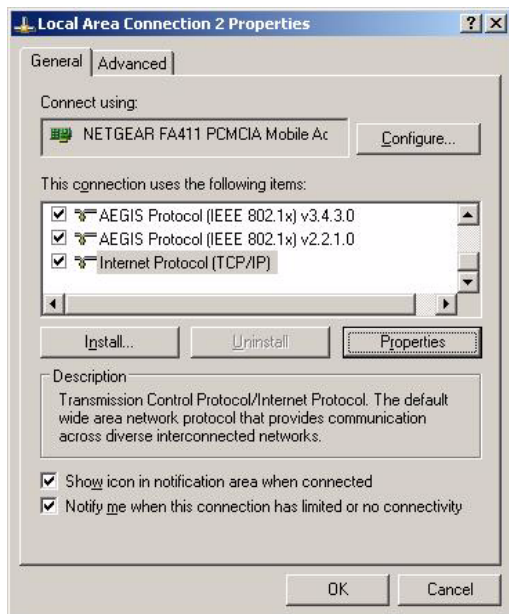 Local Area Connection 2 Properties
General Advanced
Connect using:
NETGEAR FA411 PCMCIA Mobile Ac
Configure...
This connection uses the following items:
AEGIS Protocol (IEEE 802.1x) v3.4.3.0
AEGIS Protocol (IEEE 802.1x) v2.2.1.0
Internet Protocol (TCP/IP)
Install... Uninstall Properties
Description
Transmission Control Protocol/Internet Protocol. The default
wide area network protocol that provides communication
across diverse interconnected networks.
Show icon in notification area when connected
Notify me when this connection has limited or no connectivity
OK Cancel